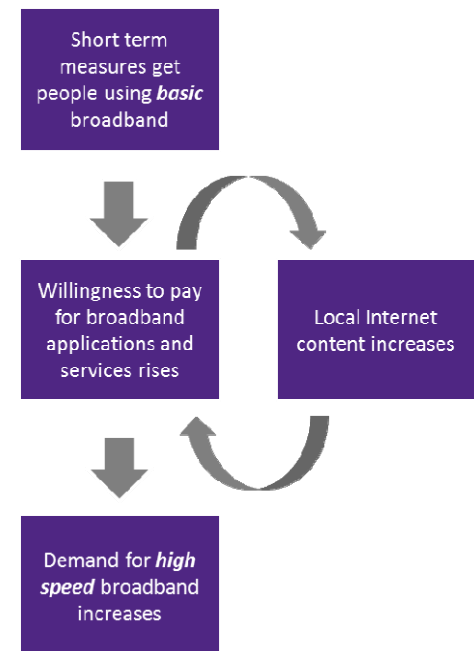 Short term
measures get
people using basic
broadband
Willingness to pay
for broadband
applications and
services rises
Local Internet
content increases
Demand for high
speed broadband
increases